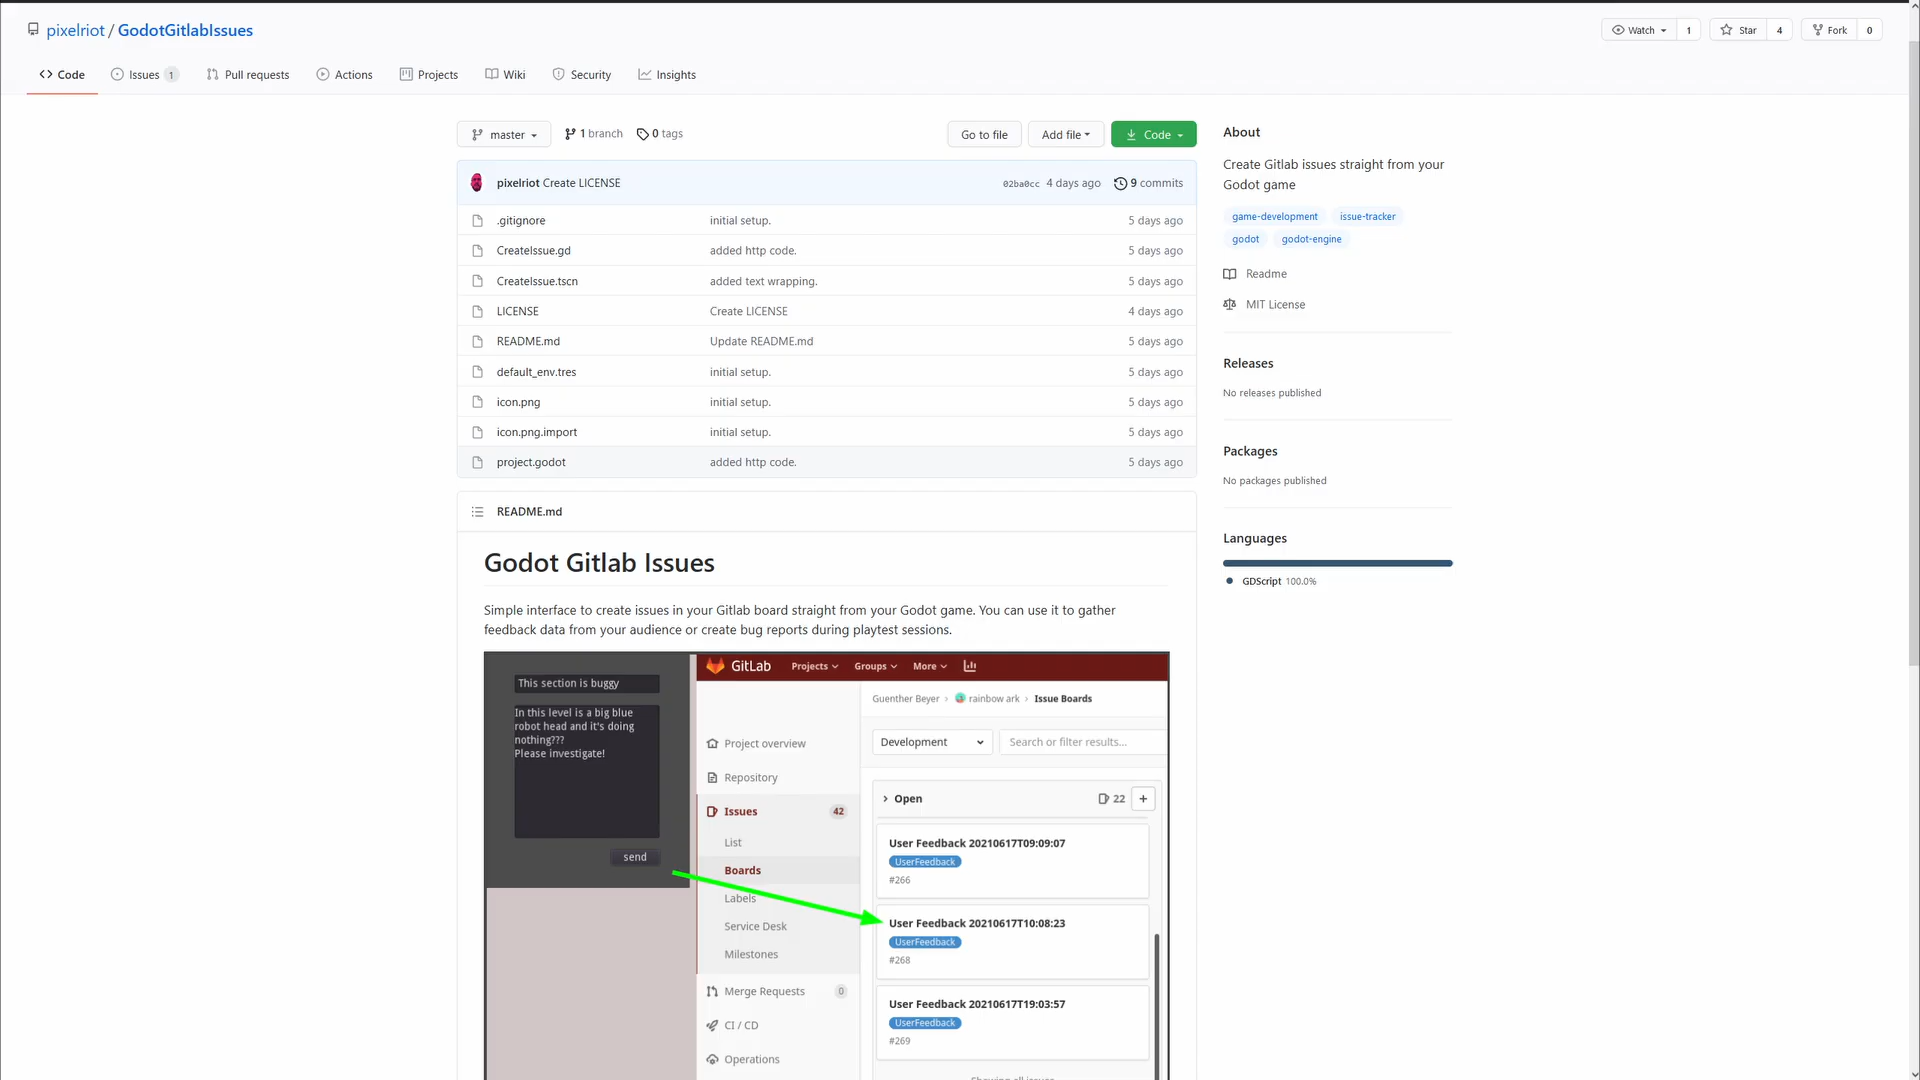 pixelriot / GodotGitlabIssues
Watch 1
Star 4
Fork 0
Code
Issues 1
Pull requests
Actions
Projects
Wiki
Security
Insights
master
1 branch
0 tags
Go to file
Add file
Code
pixelriot Create LICENSE 02ba0cc 4 days ago 9 commits
.gitignore initial setup. 5 days ago
CreateIssue.gd added http code. 5 days ago
CreateIssue.tscn added text wrapping. 5 days ago
LICENSE Create LICENSE 4 days ago
README.md Update README.md 5 days ago
default_env.tres initial setup. 5 days ago
icon.png initial setup. 5 days ago
icon.png.import initial setup. 5 days ago
project.godot added http code. 5 days ago
About
Create Gitlab issues straight from your
Godot game
game-development issue-tracker
godot godot-engine
Readme
MIT License
Releases
No releases published
Packages
No packages published
Languages
GDScript 100.0%
README.md
Godot Gitlab Issues
Simple interface to create issues in your Gitlab board straight from your Godot game. You can use it to gather
feedback data from your audience or create bug reports during playtest sessions.
This section is buggy
In this level is a big blue
robot head and it's doing
nothing???
Please investigate!
send
GitLab Projects Groups More
Guenther Beyer › rainbow ark › Issue Boards
Project overview
Repository
Issues 42
List
Boards
Labels
Service Desk
Milestones
Merge Requests 0
CI / CD
Operations
Development
Search or filter results...
Open 22 +
User Feedback 20210617T09:09:07
UserFeedback
#266
User Feedback 20210617T10:08:23
UserFeedback
#268
User Feedback 20210617T19:03:57
UserFeedback
#269
Showing all issues